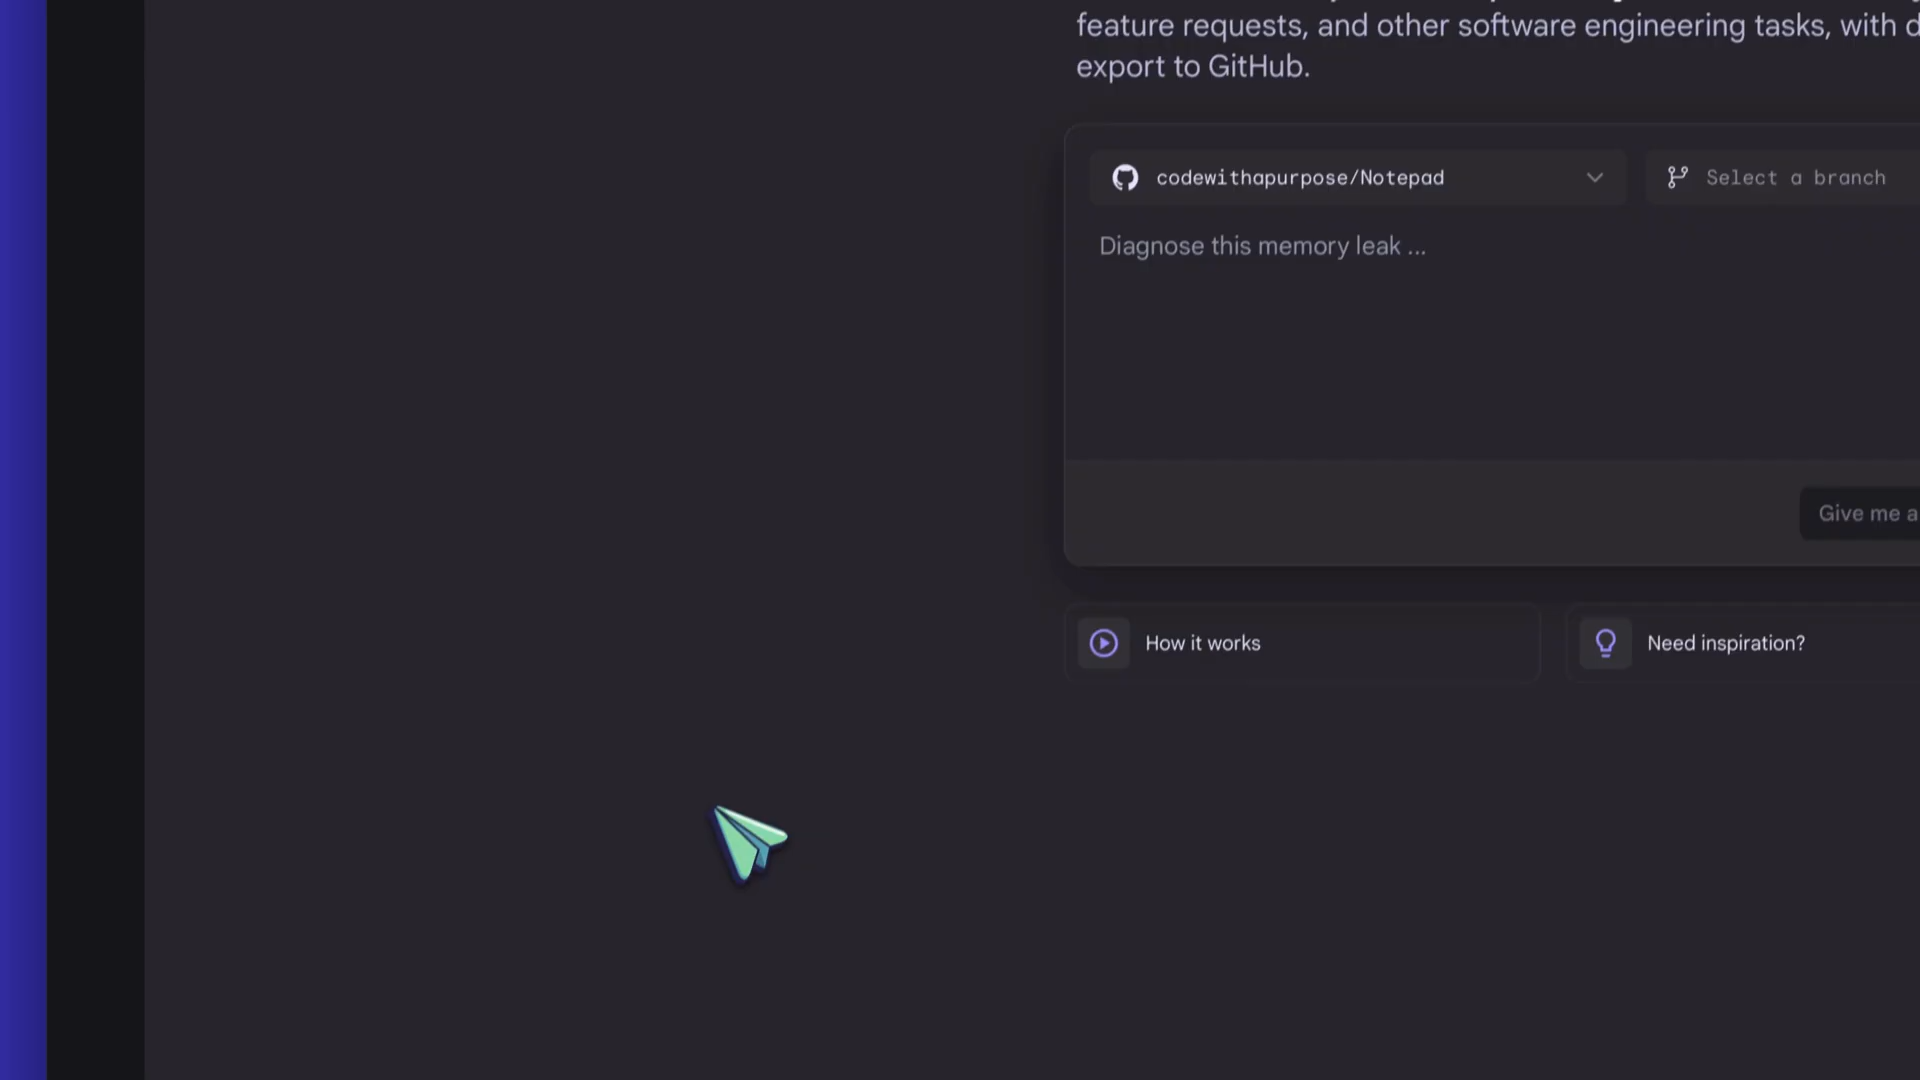 feature requests, and other software engineering tasks, with
export to GitHub.
codewithapurpose/Notepad
Select a branch
Diagnose this memory leak ...
Give me a
How it works
Need inspiration?